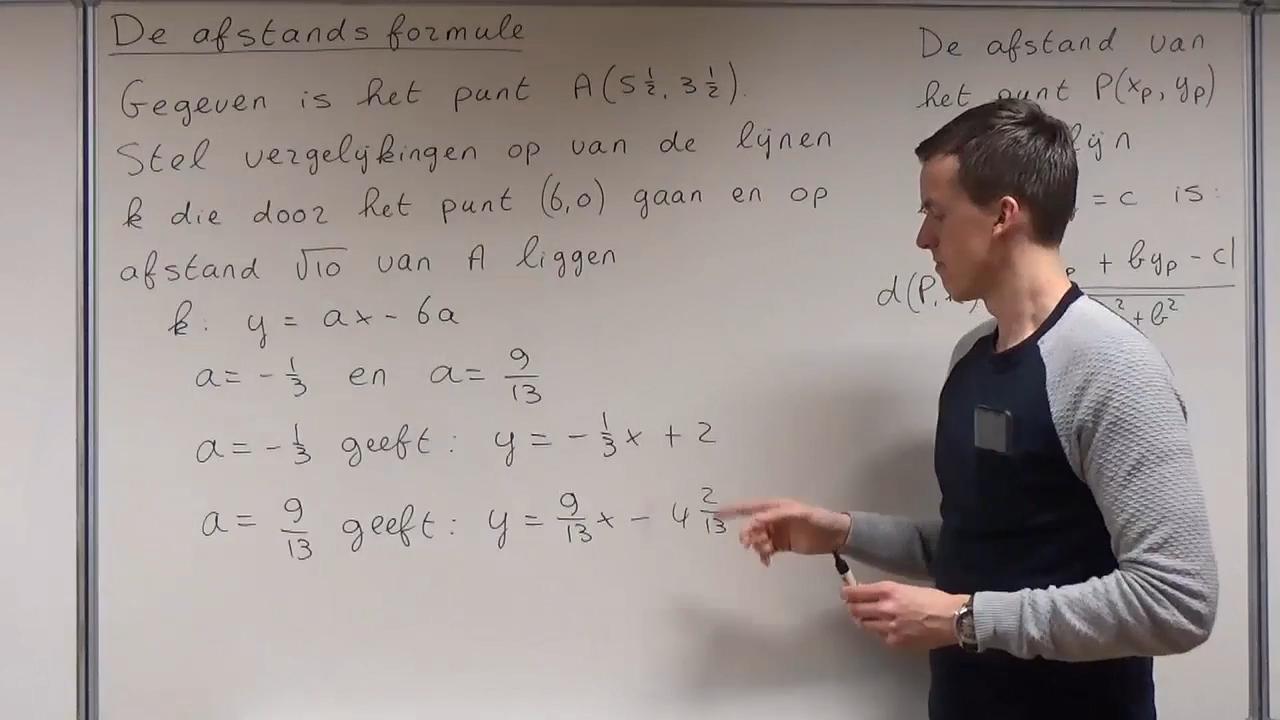 De afstandsformule
Gegeven is het punt A(5½, 3½).
Stel vergelijkingen op van de lijnen
k die door het punt (6,0) gaan en op
afstand √10 van A liggen
k: y = ax - 6a
a = -⅓ en a = 9/13
a = -⅓ geeft: y = -⅓x + 2
a = 9/13 geeft: y = 9/13x - 4 2/13
De afstand van
het punt P(xₚ, yₚ)
= c is:
d(P, + byₚ - c|
² + b²